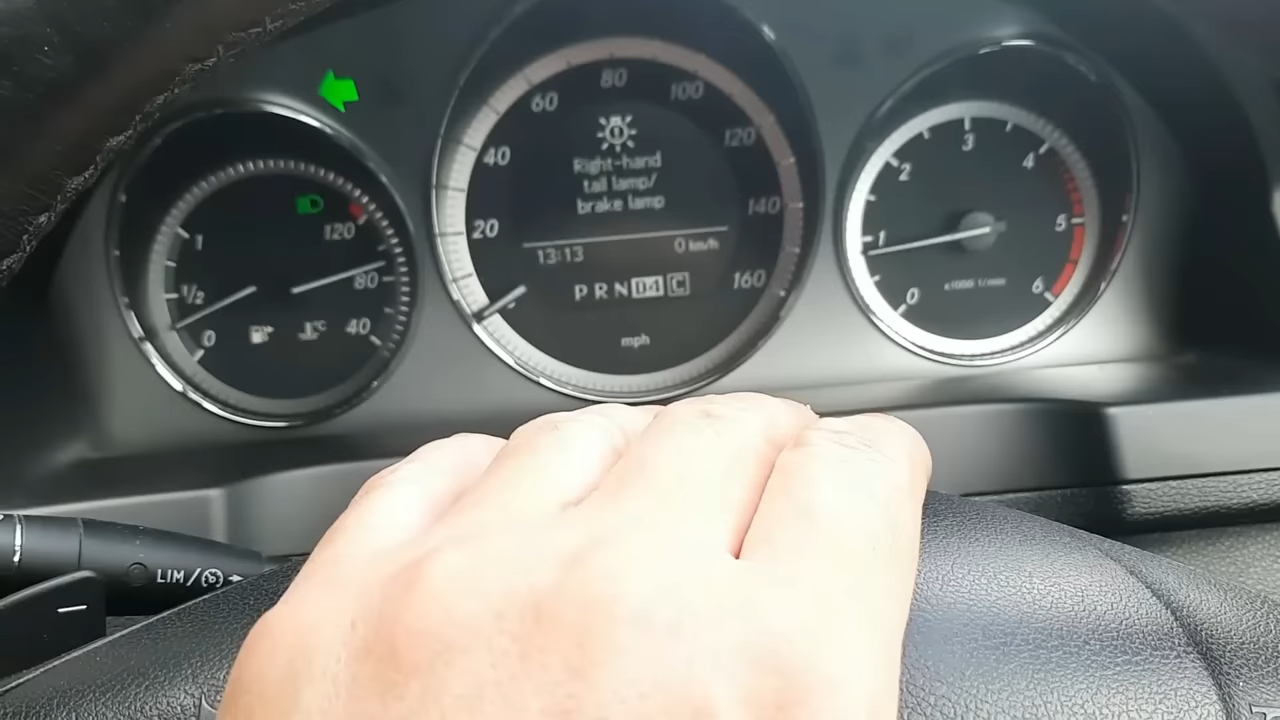 80
60
100
40
120
20
140
160
Right-hand
tail lamp/
brake lamp
13:13
0 km/h
P R N D4 C
mph
1
1/2
0
120
80
40
°C
0
1
2
3
4
5
6
x1000 1/min
LIM/